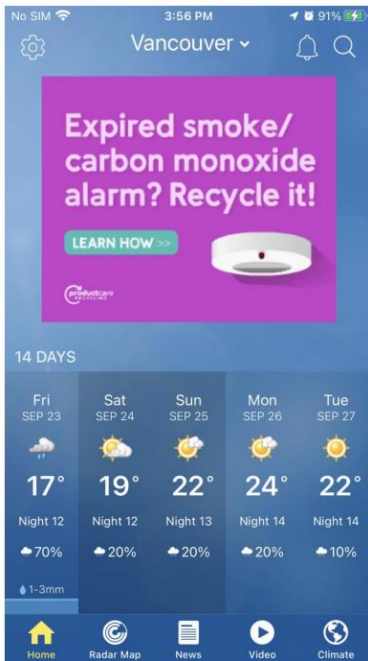 No SIM 3:56 PM 91%
Vancouver
Expired smoke/
carbon monoxide
alarm? Recycle it!
LEARN HOW >>
productcare
RECYCLING
14 DAYS
Fri Sat Sun Mon Tue
SEP 23 SEP 24 SEP 25 SEP 26 SEP 27
17° 19° 22° 24° 22°
Night 12 Night 12 Night 13 Night 14 Night 14
70% 20% 20% 20% 10%
1-3mm
Home Radar Map News Video Climate